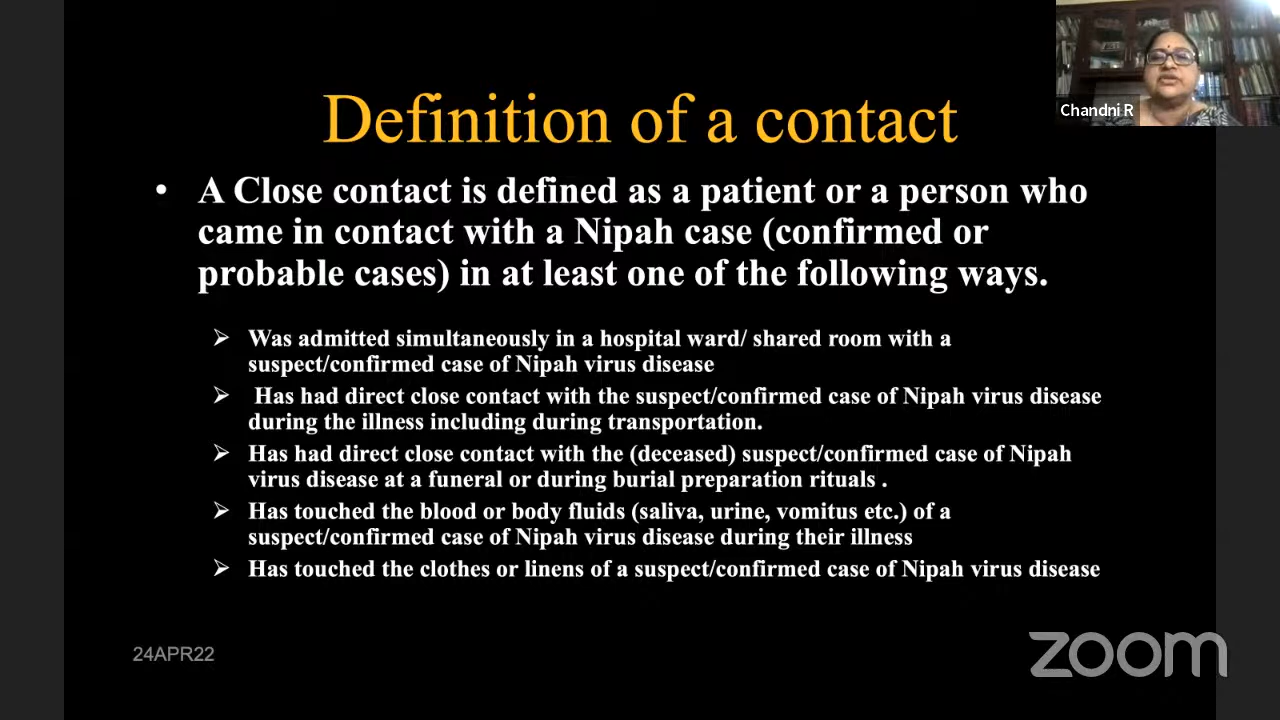 Chandni R
Definition of a contact
• A Close contact is defined as a patient or a person who
came in contact with a Nipah case (confirmed or
probable cases) in at least one of the following ways.
➢ Was admitted simultaneously in a hospital ward/ shared room with a
suspect/confirmed case of Nipah virus disease
➢ Has had direct close contact with the suspect/confirmed case of Nipah virus disease
during the illness including during transportation.
➢ Has had direct close contact with the (deceased) suspect/confirmed case of Nipah
virus disease at a funeral or during burial preparation rituals .
➢ Has touched the blood or body fluids (saliva, urine, vomitus etc.) of a
suspect/confirmed case of Nipah virus disease during their illness
➢ Has touched the clothes or linens of a suspect/confirmed case of Nipah virus disease
24APR22
zoom